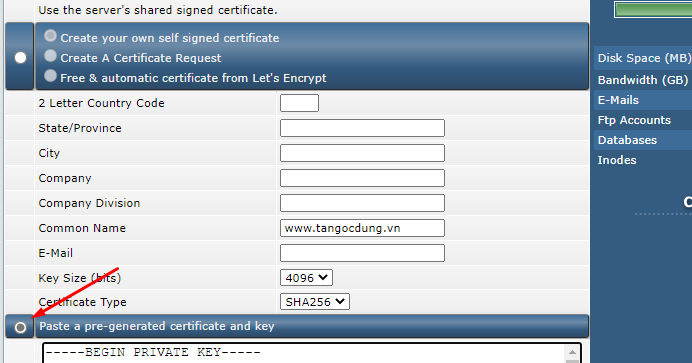 Use the server's shared signed certificate.
Create your own self signed certificate
Create A Certificate Request
Free & automatic certificate from Let's Encrypt
2 Letter Country Code
State/Province
City
Company
Company Division
Common Name www.tangocdung.vn
E-Mail
Key Size (bits) 4096
Certificate Type SHA256
Paste a pre-generated certificate and key
-----BEGIN PRIVATE KEY-----
Disk Space (MB)
Bandwidth (GB)
E-Mails
Ftp Accounts
Databases
Inodes